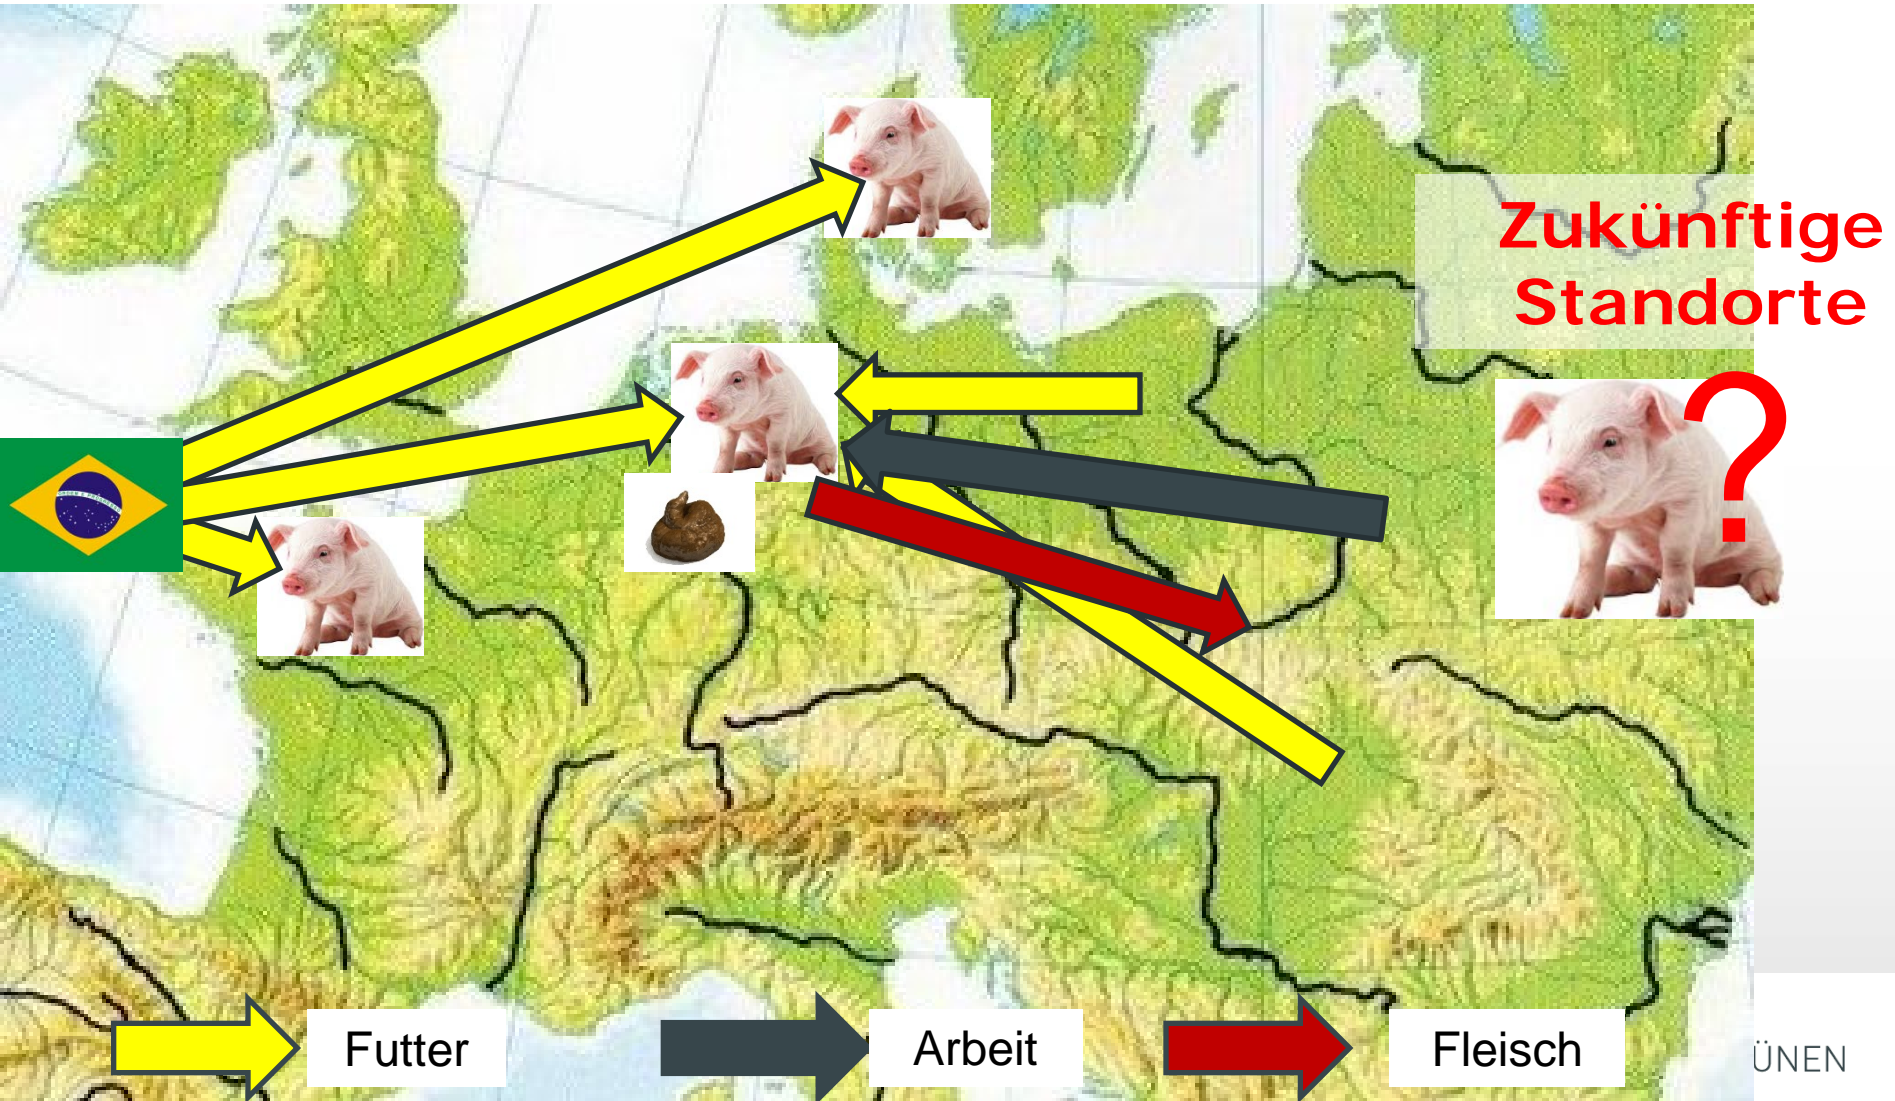 Zukünftige
Standorte
?
Futter
Arbeit
Fleisch
ÜNEN